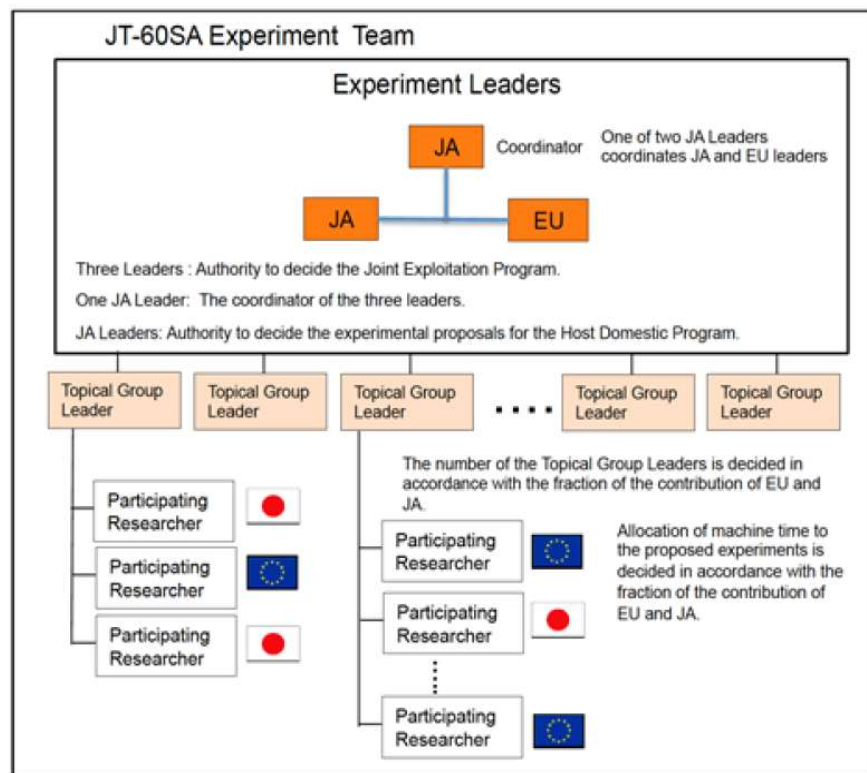 JT-60SA Experiment Team
Experiment Leaders
JA
Coordinator
One of two JA Leaders
coordinates JA and EU leaders
JA
EU
Three Leaders : Authority to decide the Joint Exploitation Program.
One JA Leader: The coordinator of the three leaders.
JA Leaders: Authority to decide the experimental proposals for the Host Domestic Program.
Topical Group
Leader
Topical Group
Leader
Topical Group
Leader
Topical Group
Leader
Topical Group
Leader
The number of the Topical Group Leaders is decided in
accordance with the fraction of the contribution of EU and
JA.
Participating
Researcher
Participating
Researcher
Participating
Researcher
Participating
Researcher
Participating
Researcher
Participating
Researcher
Allocation of machine time to
the proposed experiments is
decided in accordance with the
fraction of the contribution of
EU and JA.